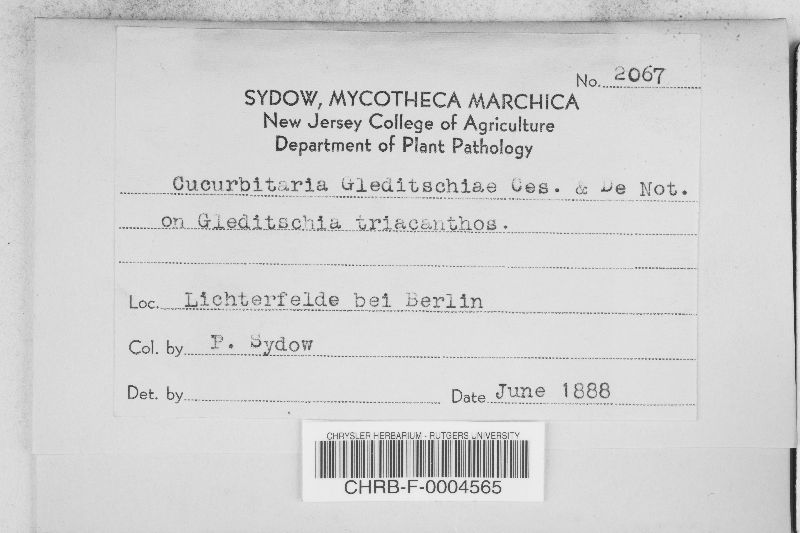 No. 2067
SYDOW, MYCOTHECA MARCHICA
New Jersey College of Agriculture
Department of Plant Pathology
Cucurbitaria Gleditschiae Ces. & De Not.
on Gleditschia triacanthos.
Loc. Lichterfelde bei Berlin
Col. by P. Sydow
Det. by
Date June 1888
CHRYSLER HERBARIUM - RUTGERS UNIVERSITY
CHRB-F-0004565